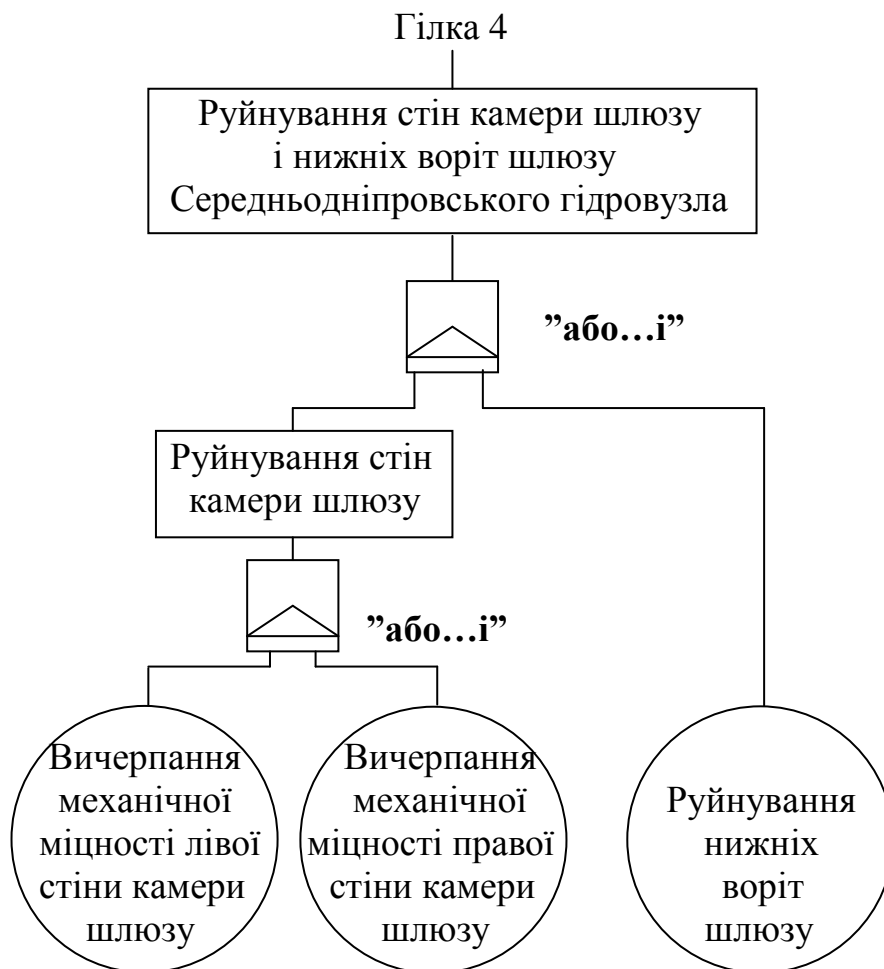 Гілка 4
Руйнування стін камери шлюзу
і нижніх воріт шлюзу
Середньодніпровського гідровузла
”або…і”
Руйнування стін
камери шлюзу
”або…і”
Вичерпання
механічної
міцності лівої
стіни камери
шлюзу
Вичерпання
механічної
міцності правої
стіни камери
шлюзу
Руйнування
нижніх
воріт
шлюзу